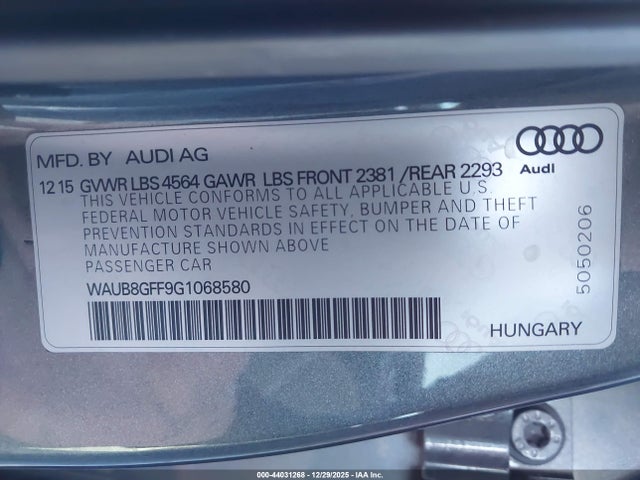 MFD. BY AUDI AG
Audi
12 15 GVWR LBS 4564 GAWR LBS FRONT 2381 /REAR 2293
THIS VEHICLE CONFORMS TO ALL APPLICABLE U.S.
FEDERAL MOTOR VEHICLE SAFETY, BUMPER AND THEFT
PREVENTION STANDARDS IN EFFECT ON THE DATE OF
MANUFACTURE SHOWN ABOVE
PASSENGER CAR
WAUB8GFF9G1068580
HUNGARY
5050206
000-44031268 - 12/29/2025 - IAA Inc.